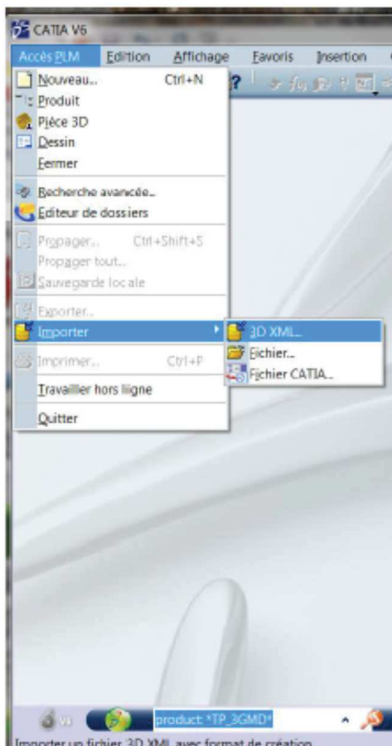 CATIA V6
Accès PLM Edition Affichage Favoris Insertion
Nouveau... Ctrl+N
Produit
Pièce 3D
Dessin
Fermer
Recherche avancée...
Editeur de dossiers
Propager... Ctrl+Shift+S
Propager tout...
Sauvegarde locale
Exporter...
Importer
3D XML...
Fichier...
Fichier CATIA...
Imprimer... Ctrl+P
Travailler hors ligne
Quitter
V6
product: *TP_3GMD*
Importer un fichier 3D XML avec format de création